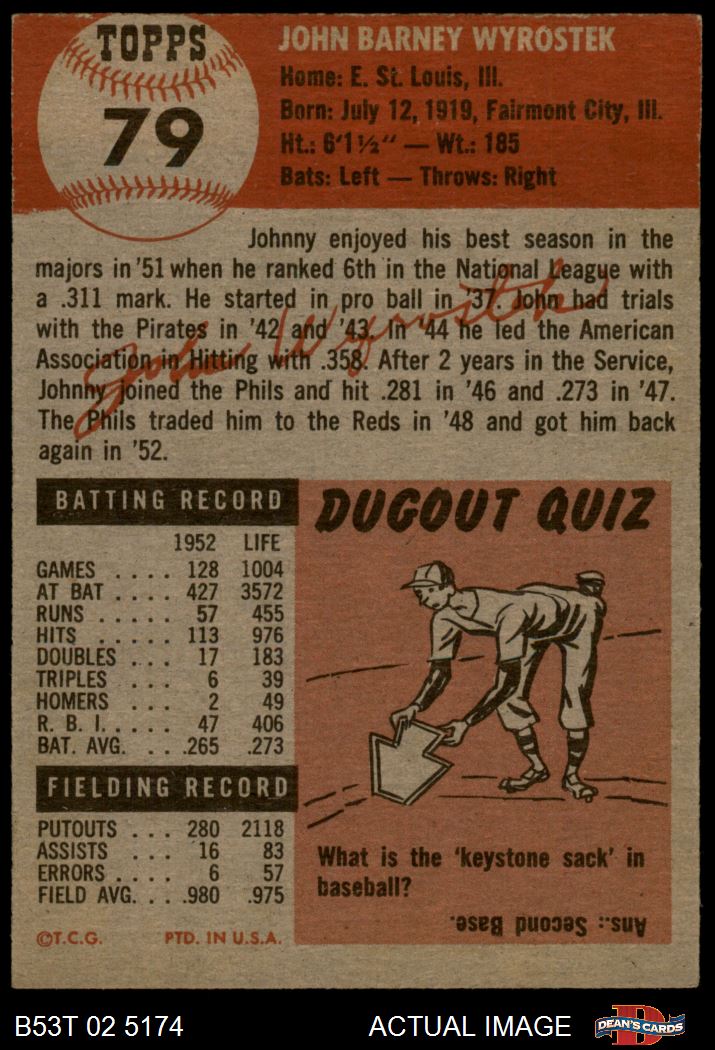 TOPPS
79
JOHN BARNEY WYROSTEK
Home: E. St. Louis, Ill.
Born: July 12, 1919, Fairmont City, Ill.
Ht.: 6'1½" — Wt.: 185
Bats: Left — Throws: Right
Johnny enjoyed his best season in the
majors in '51 when he ranked 6th in the National League with
a .311 mark. He started in pro ball in '37. John had trials
with the Pirates in '42 and '43. In '44 he led the American
Association in Hitting with .358. After 2 years in the Service,
Johnny joined the Phils and hit .281 in '46 and .273 in '47.
The Phils traded him to the Reds in '48 and got him back
again in '52.
John Wyrostek
BATTING RECORD
1952 LIFE
GAMES .... 128 1004
AT BAT .... 427 3572
RUNS ..... 57 455
HITS ..... 113 976
DOUBLES ... 17 183
TRIPLES ... 6 39
HOMERS ... 2 49
R. B. I. .... 47 406
BAT. AVG. .. .265 .273
FIELDING RECORD
PUTOUTS ... 280 2118
ASSISTS ... 16 83
ERRORS .... 6 57
FIELD AVG. .. .980 .975
©T.C.G. PTD. IN U.S.A.
DUGOUT QUIZ
What is the 'keystone sack' in
baseball?
Ans.: Second Base.
B53T 02 5174 ACTUAL IMAGE
D
DEAN'S CARDS